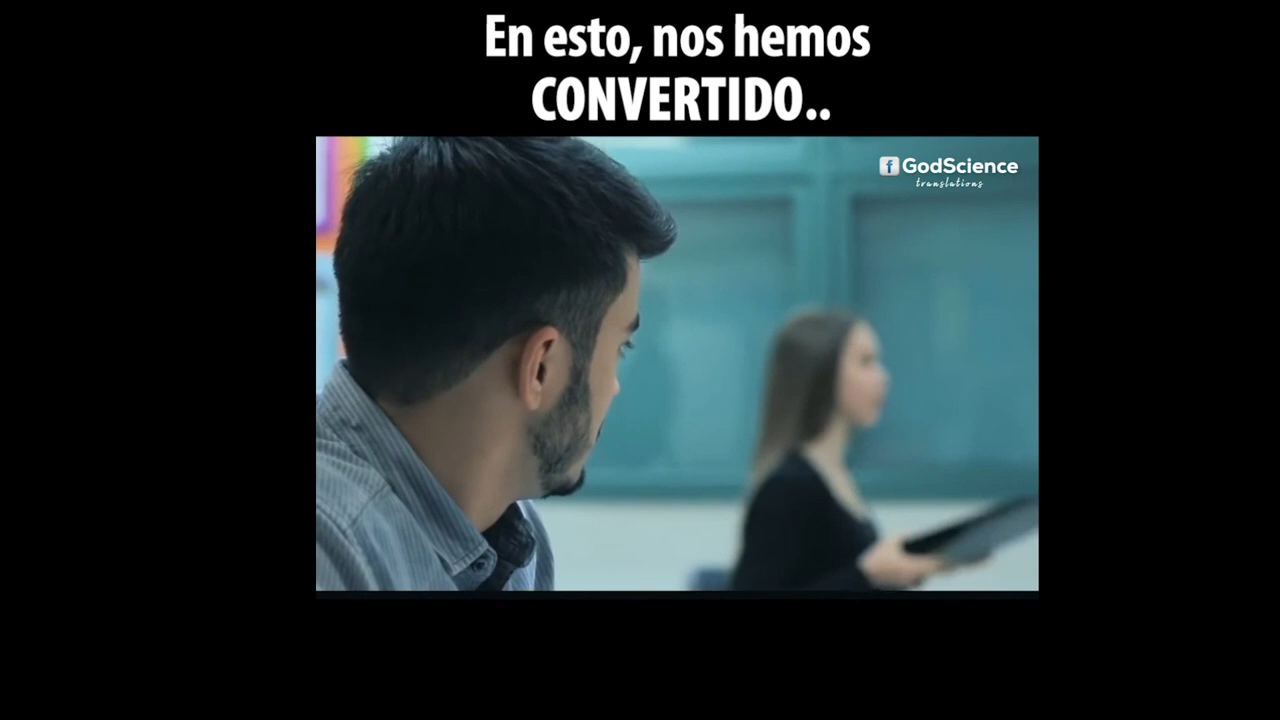 En esto, nos hemos
CONVERTIDO..
f GodScience
translations